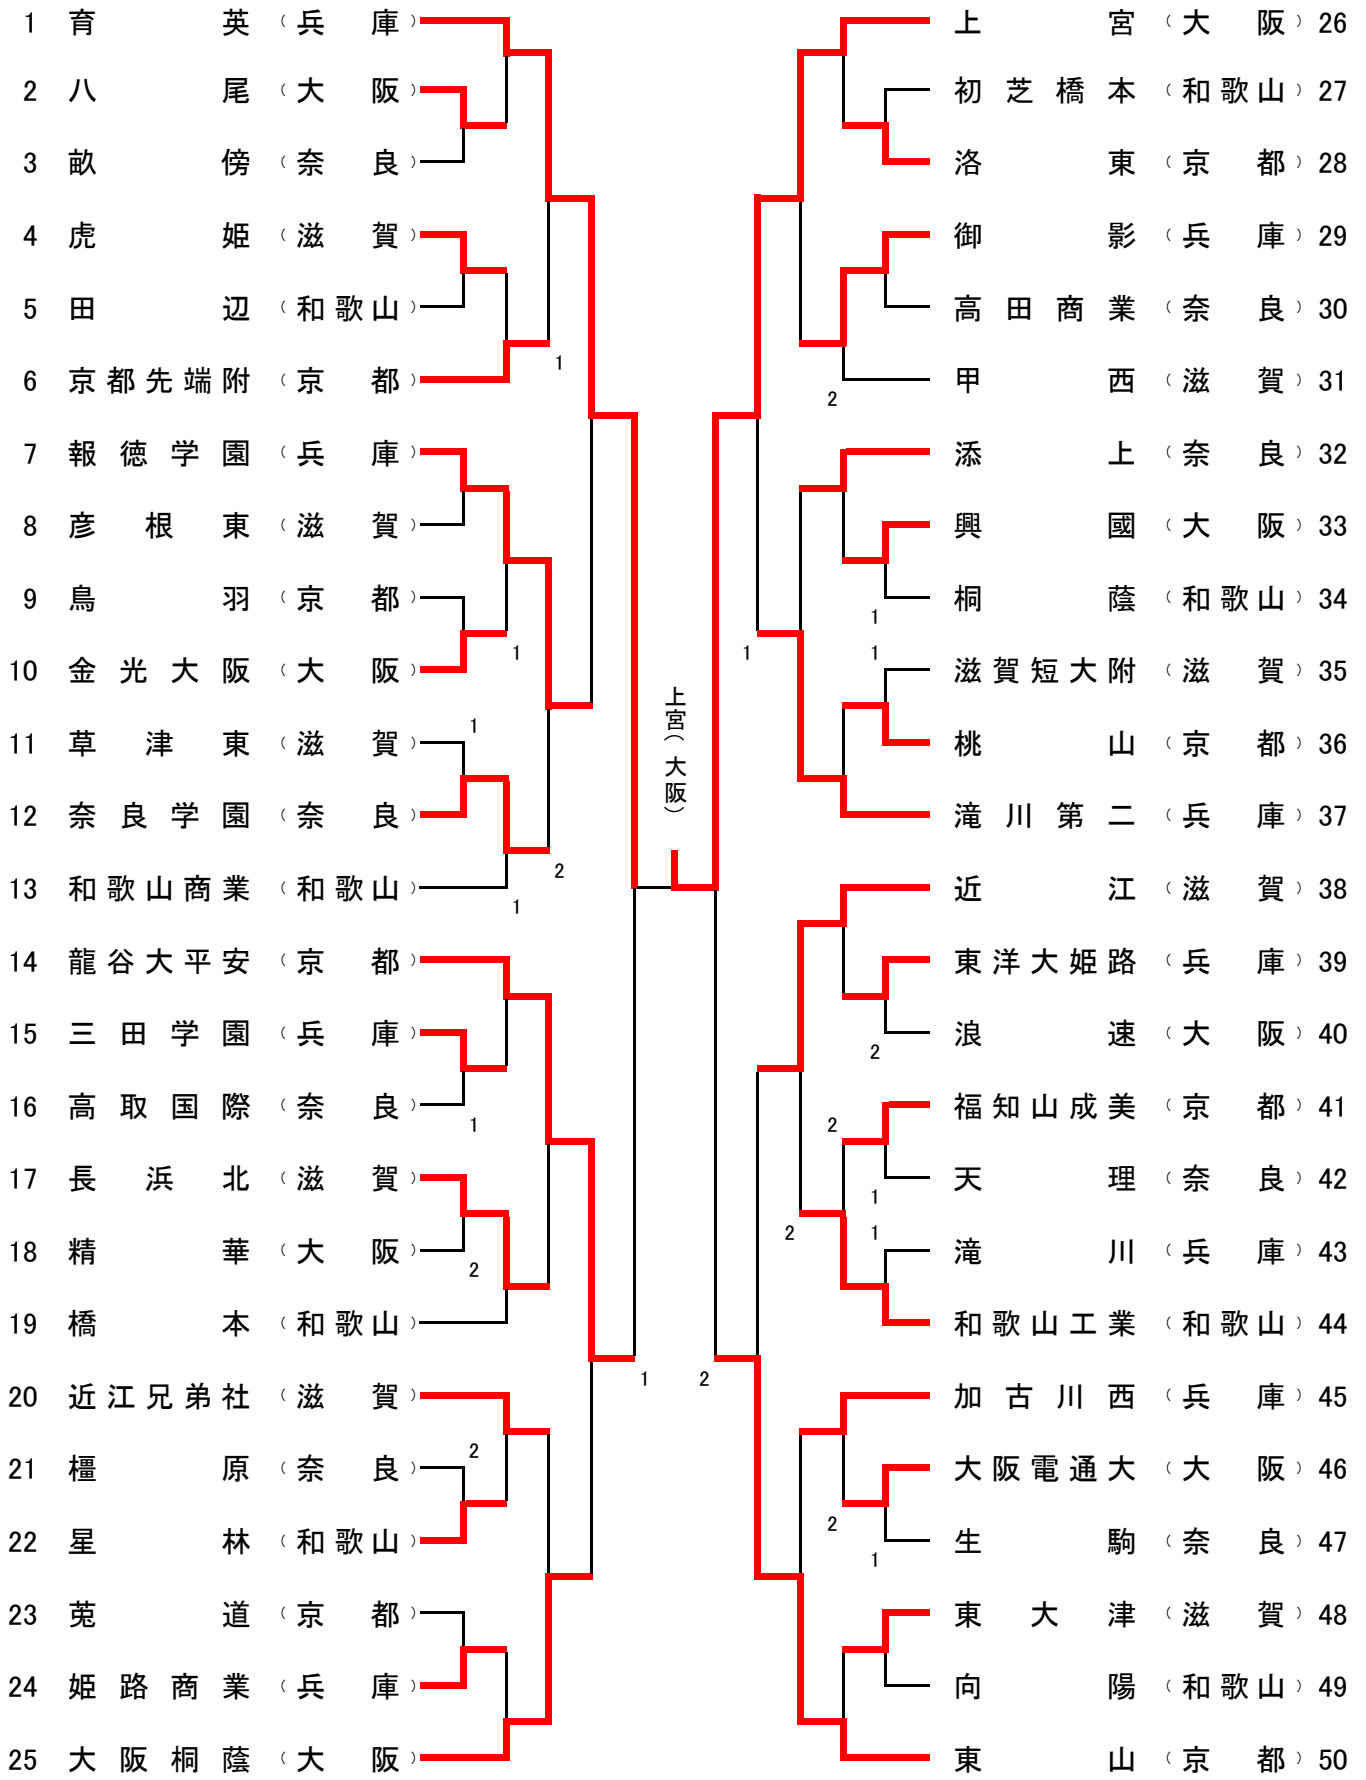 1 育英（兵庫）
2 八尾（大阪）
3 畝傍（奈良）
4 虎姫（滋賀）
5 田辺（和歌山）
1
6 京都先端附（京都）
7 報徳学園（兵庫）
8 彦根東（滋賀）
9 鳥羽（京都）
1
10 金光大阪（大阪）
1
11 草津東（滋賀）
12 奈良学園（奈良）
2
13 和歌山商業（和歌山）
1
14 龍谷大平安（京都）
15 三田学園（兵庫）
16 高取国際（奈良）
1
17 長浜北（滋賀）
18 精華（大阪）
2
19 橋本（和歌山）
1
20 近江兄弟社（滋賀）
2
21 橿原（奈良）
22 星林（和歌山）
23 莵道（京都）
24 姫路商業（兵庫）
25 大阪桐蔭（大阪）
上宮（大阪）
上宮（大阪）26
初芝橋本（和歌山）27
洛東（京都）28
御影（兵庫）29
高田商業（奈良）30
甲西（滋賀）31
2
添上（奈良）32
興國（大阪）33
桐蔭（和歌山）34
1
1
1
滋賀短大附（滋賀）35
桃山（京都）36
滝川第二（兵庫）37
近江（滋賀）38
東洋大姫路（兵庫）39
浪速（大阪）40
2
2
福知山成美（京都）41
天理（奈良）42
1
2
1
滝川（兵庫）43
和歌山工業（和歌山）44
2
加古川西（兵庫）45
大阪電通大（大阪）46
2
生駒（奈良）47
1
東大津（滋賀）48
向陽（和歌山）49
東山（京都）50